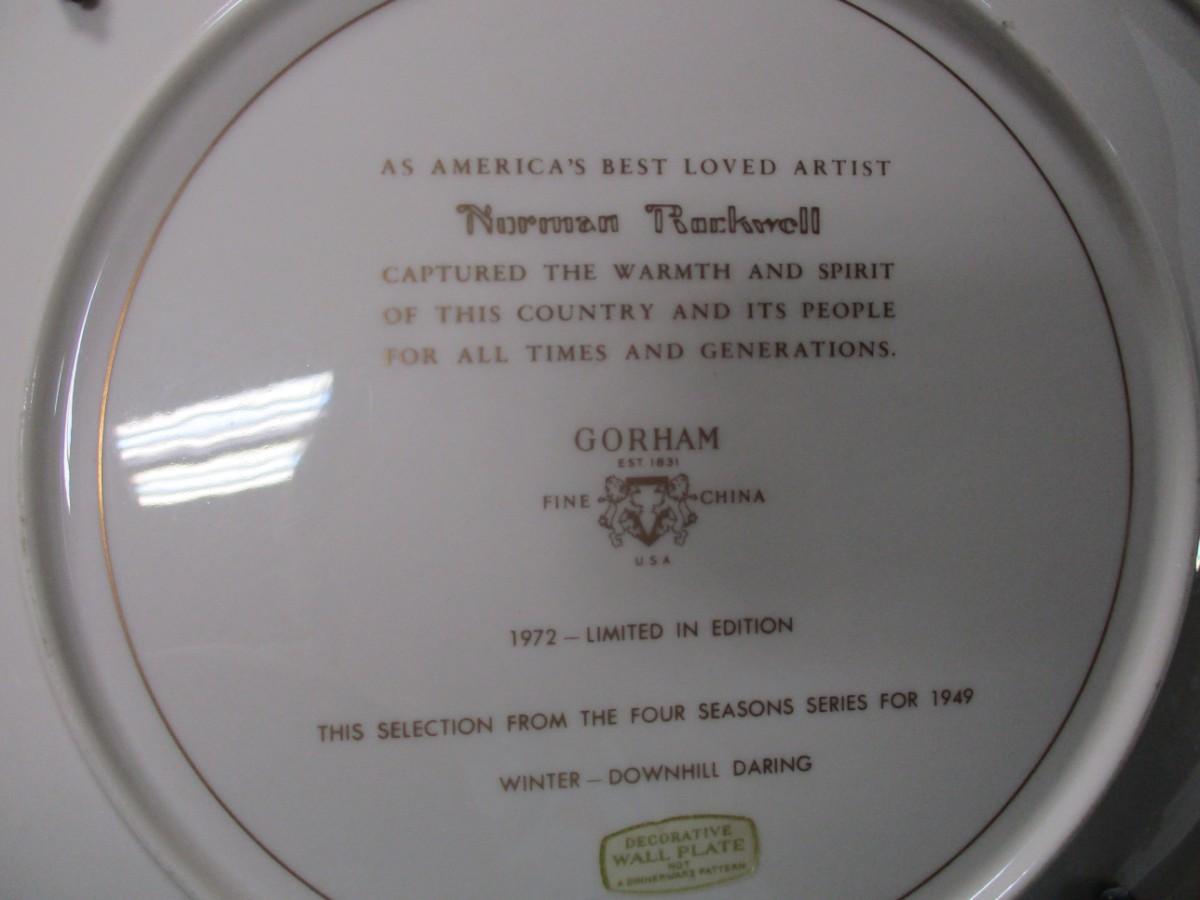 AS AMERICA'S BEST LOVED ARTIST
Norman Rockwell
CAPTURED THE WARMTH AND SPIRIT
OF THIS COUNTRY AND ITS PEOPLE
FOR ALL TIMES AND GENERATIONS.
GORHAM
EST 1831
FINE CHINA
USA
1972 – LIMITED IN EDITION
THIS SELECTION FROM THE FOUR SEASONS SERIES FOR 1949
WINTER – DOWNHILL DARING
DECORATIVE
WALL PLATE
NOT
A DINNERWARE PATTERN